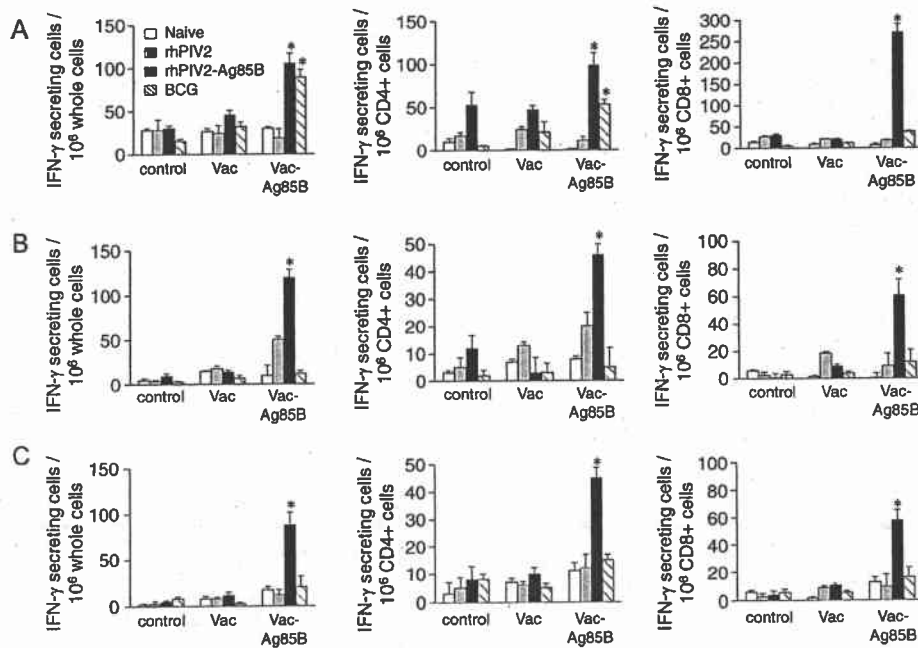 A
IFN-γ secreting cells /
10⁶ whole cells
150
100
50
0
Naive
rhPIV2
rhPIV2-Ag85B
BCG
*
*
control
Vac
Vac-
Ag85B
IFN-γ secreting cells /
10⁶ CD4+ cells
150
100
50
0
*
*
control
Vac
Vac-
Ag85B
IFN-γ secreting cells /
10⁶ CD8+ cells
300
250
200
150
100
50
0
*
control
Vac
Vac-
Ag85B
B
IFN-γ secreting cells /
10⁶ whole cells
150
100
50
0
*
control
Vac
Vac-
Ag85B
IFN-γ secreting cells /
10⁶ CD4+ cells
50
40
30
20
10
0
*
control
Vac
Vac-
Ag85B
IFN-γ secreting cells /
10⁶ CD8+ cells
100
80
60
40
20
0
*
control
Vac
Vac-
Ag85B
C
IFN-γ secreting cells /
10⁶ whole cells
150
100
50
0
*
control
Vac
Vac-
Ag85B
IFN-γ secreting cells /
10⁶ CD4+ cells
50
40
30
20
10
0
*
control
Vac
Vac-
Ag85B
IFN-γ secreting cells /
10⁶ CD8+ cells
100
80
60
40
20
0
*
control
Vac
Vac-
Ag85B